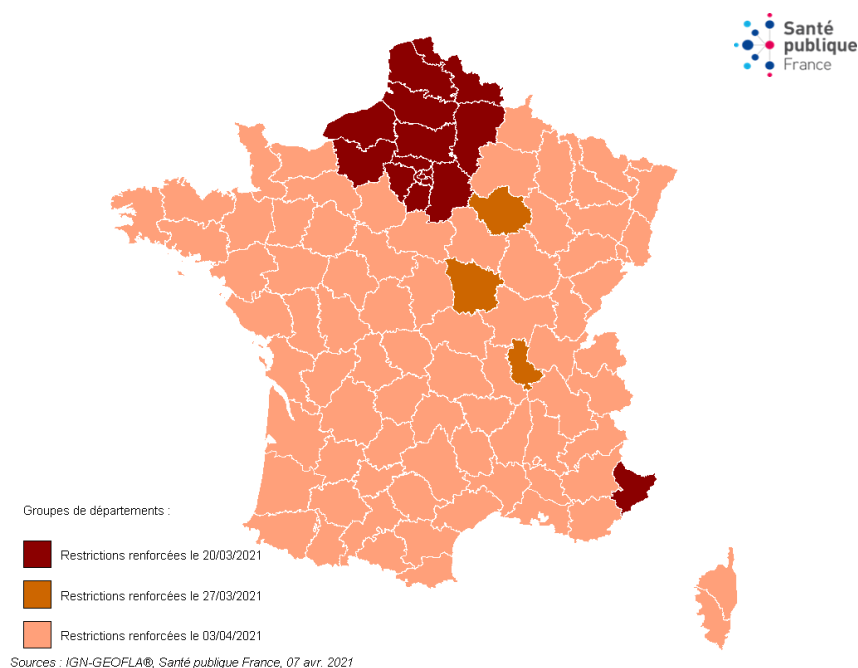 Santé
publique
France
Groupes de départements :
Restrictions renforcées le 20/03/2021
Restrictions renforcées le 27/03/2021
Restrictions renforcées le 03/04/2021
Sources : IGN-GEOFLA®, Santé publique France, 07 avr. 2021